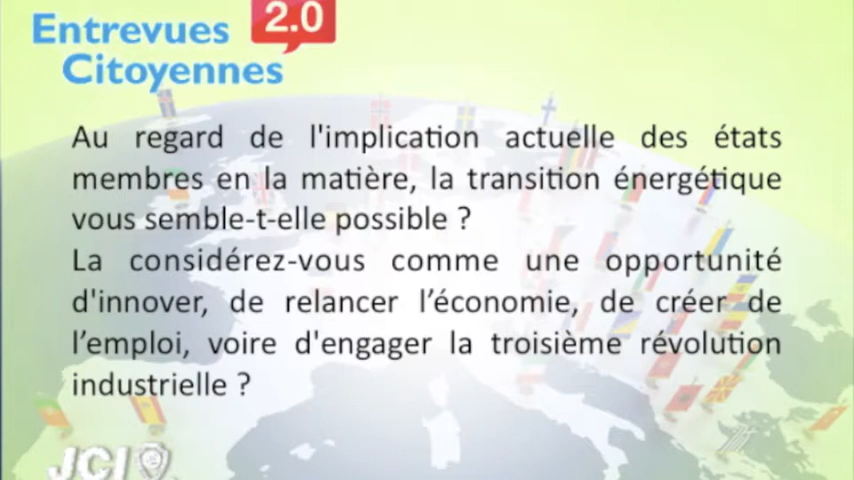 Entrevues 2.0
Citoyennes
Au regard de l'implication actuelle des états
membres en la matière, la transition énergétique
vous semble-t-elle possible ?
La considérez-vous comme une opportunité
d'innover, de relancer l’économie, de créer de
l’emploi, voire d'engager la troisième révolution
industrielle ?
JCI